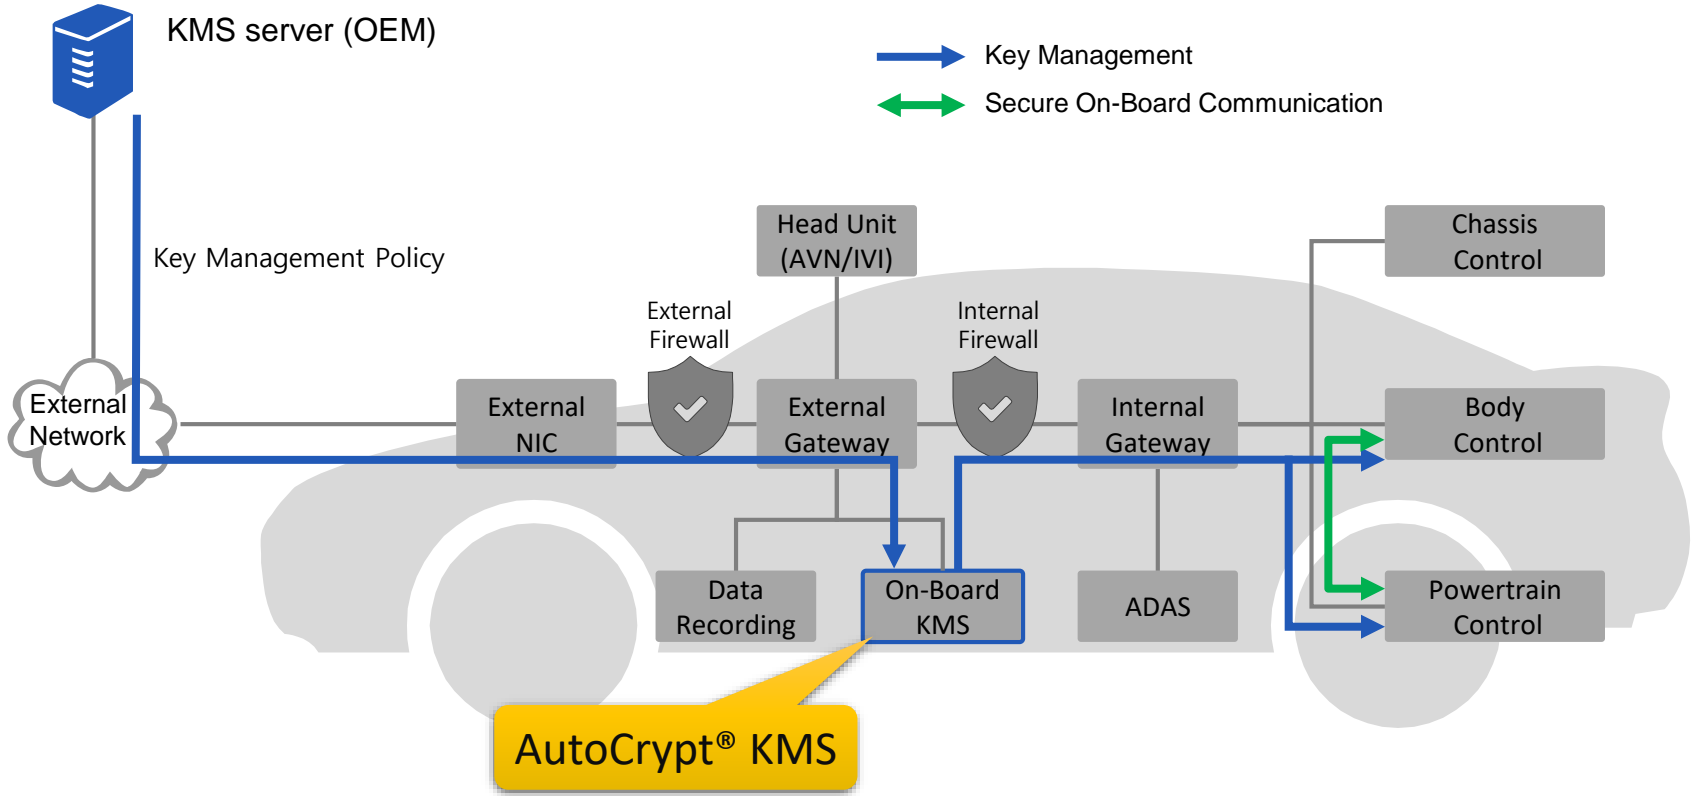 KMS server (OEM)
Key Management
Secure On-Board Communication
Key Management Policy
Head Unit
(AVN/IVI)
Chassis
Control
External
Firewall
Internal
Firewall
External
Network
External
NIC
External
Gateway
Internal
Gateway
Body
Control
Data
Recording
On-Board
KMS
ADAS
Powertrain
Control
AutoCrypt® KMS